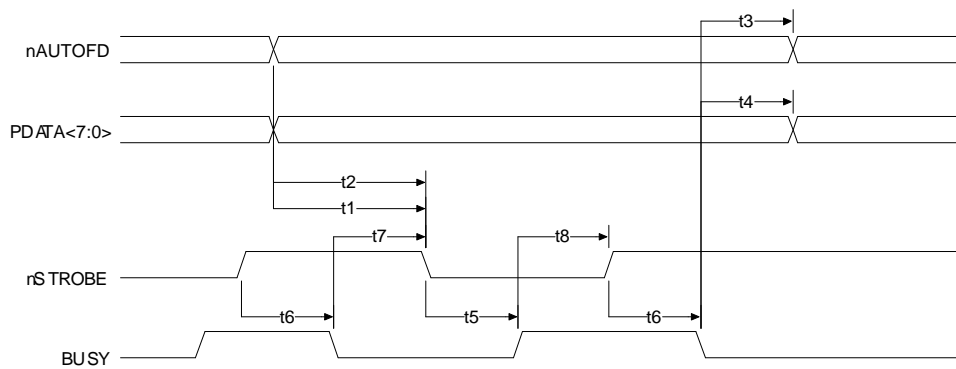 t3
nAUTOFD
t4
PDATA<7:0>
t2
t1
t7
t8
nSTROBE
t6
t5
t6
BUSY